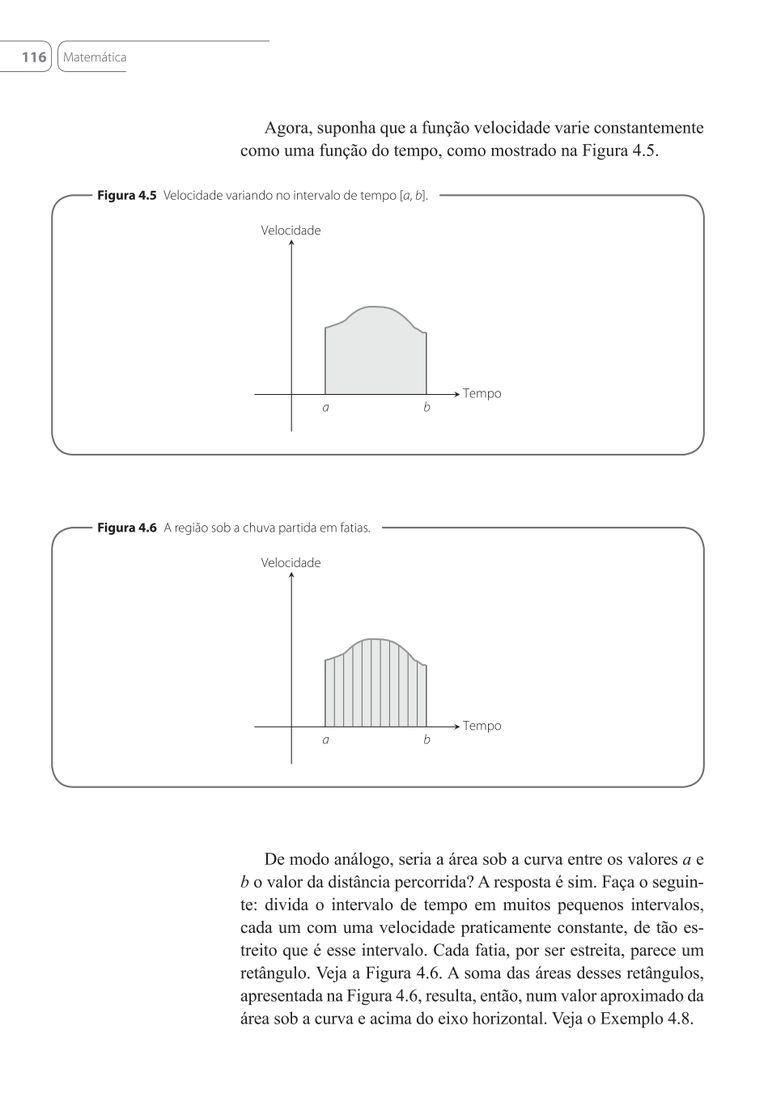 116 Matemática
Agora, suponha que a função velocidade varie constantemente
como uma função do tempo, como mostrado na Figura 4.5.
Figura 4.5 Velocidade variando no intervalo de tempo [a, b].
Velocidade
Tempo
a b
Figura 4.6 A região sob a chuva partida em fatias.
Velocidade
Tempo
a b
De modo análogo, seria a área sob a curva entre os valores a e
b o valor da distância percorrida? A resposta é sim. Faça o seguin-
te: divida o intervalo de tempo em muitos pequenos intervalos,
cada um com uma velocidade praticamente constante, de tão es-
treito que é esse intervalo. Cada fatia, por ser estreita, parece um
retângulo. Veja a Figura 4.6. A soma das áreas desses retângulos,
apresentada na Figura 4.6, resulta, então, num valor aproximado da
área sob a curva e acima do eixo horizontal. Veja o Exemplo 4.8.